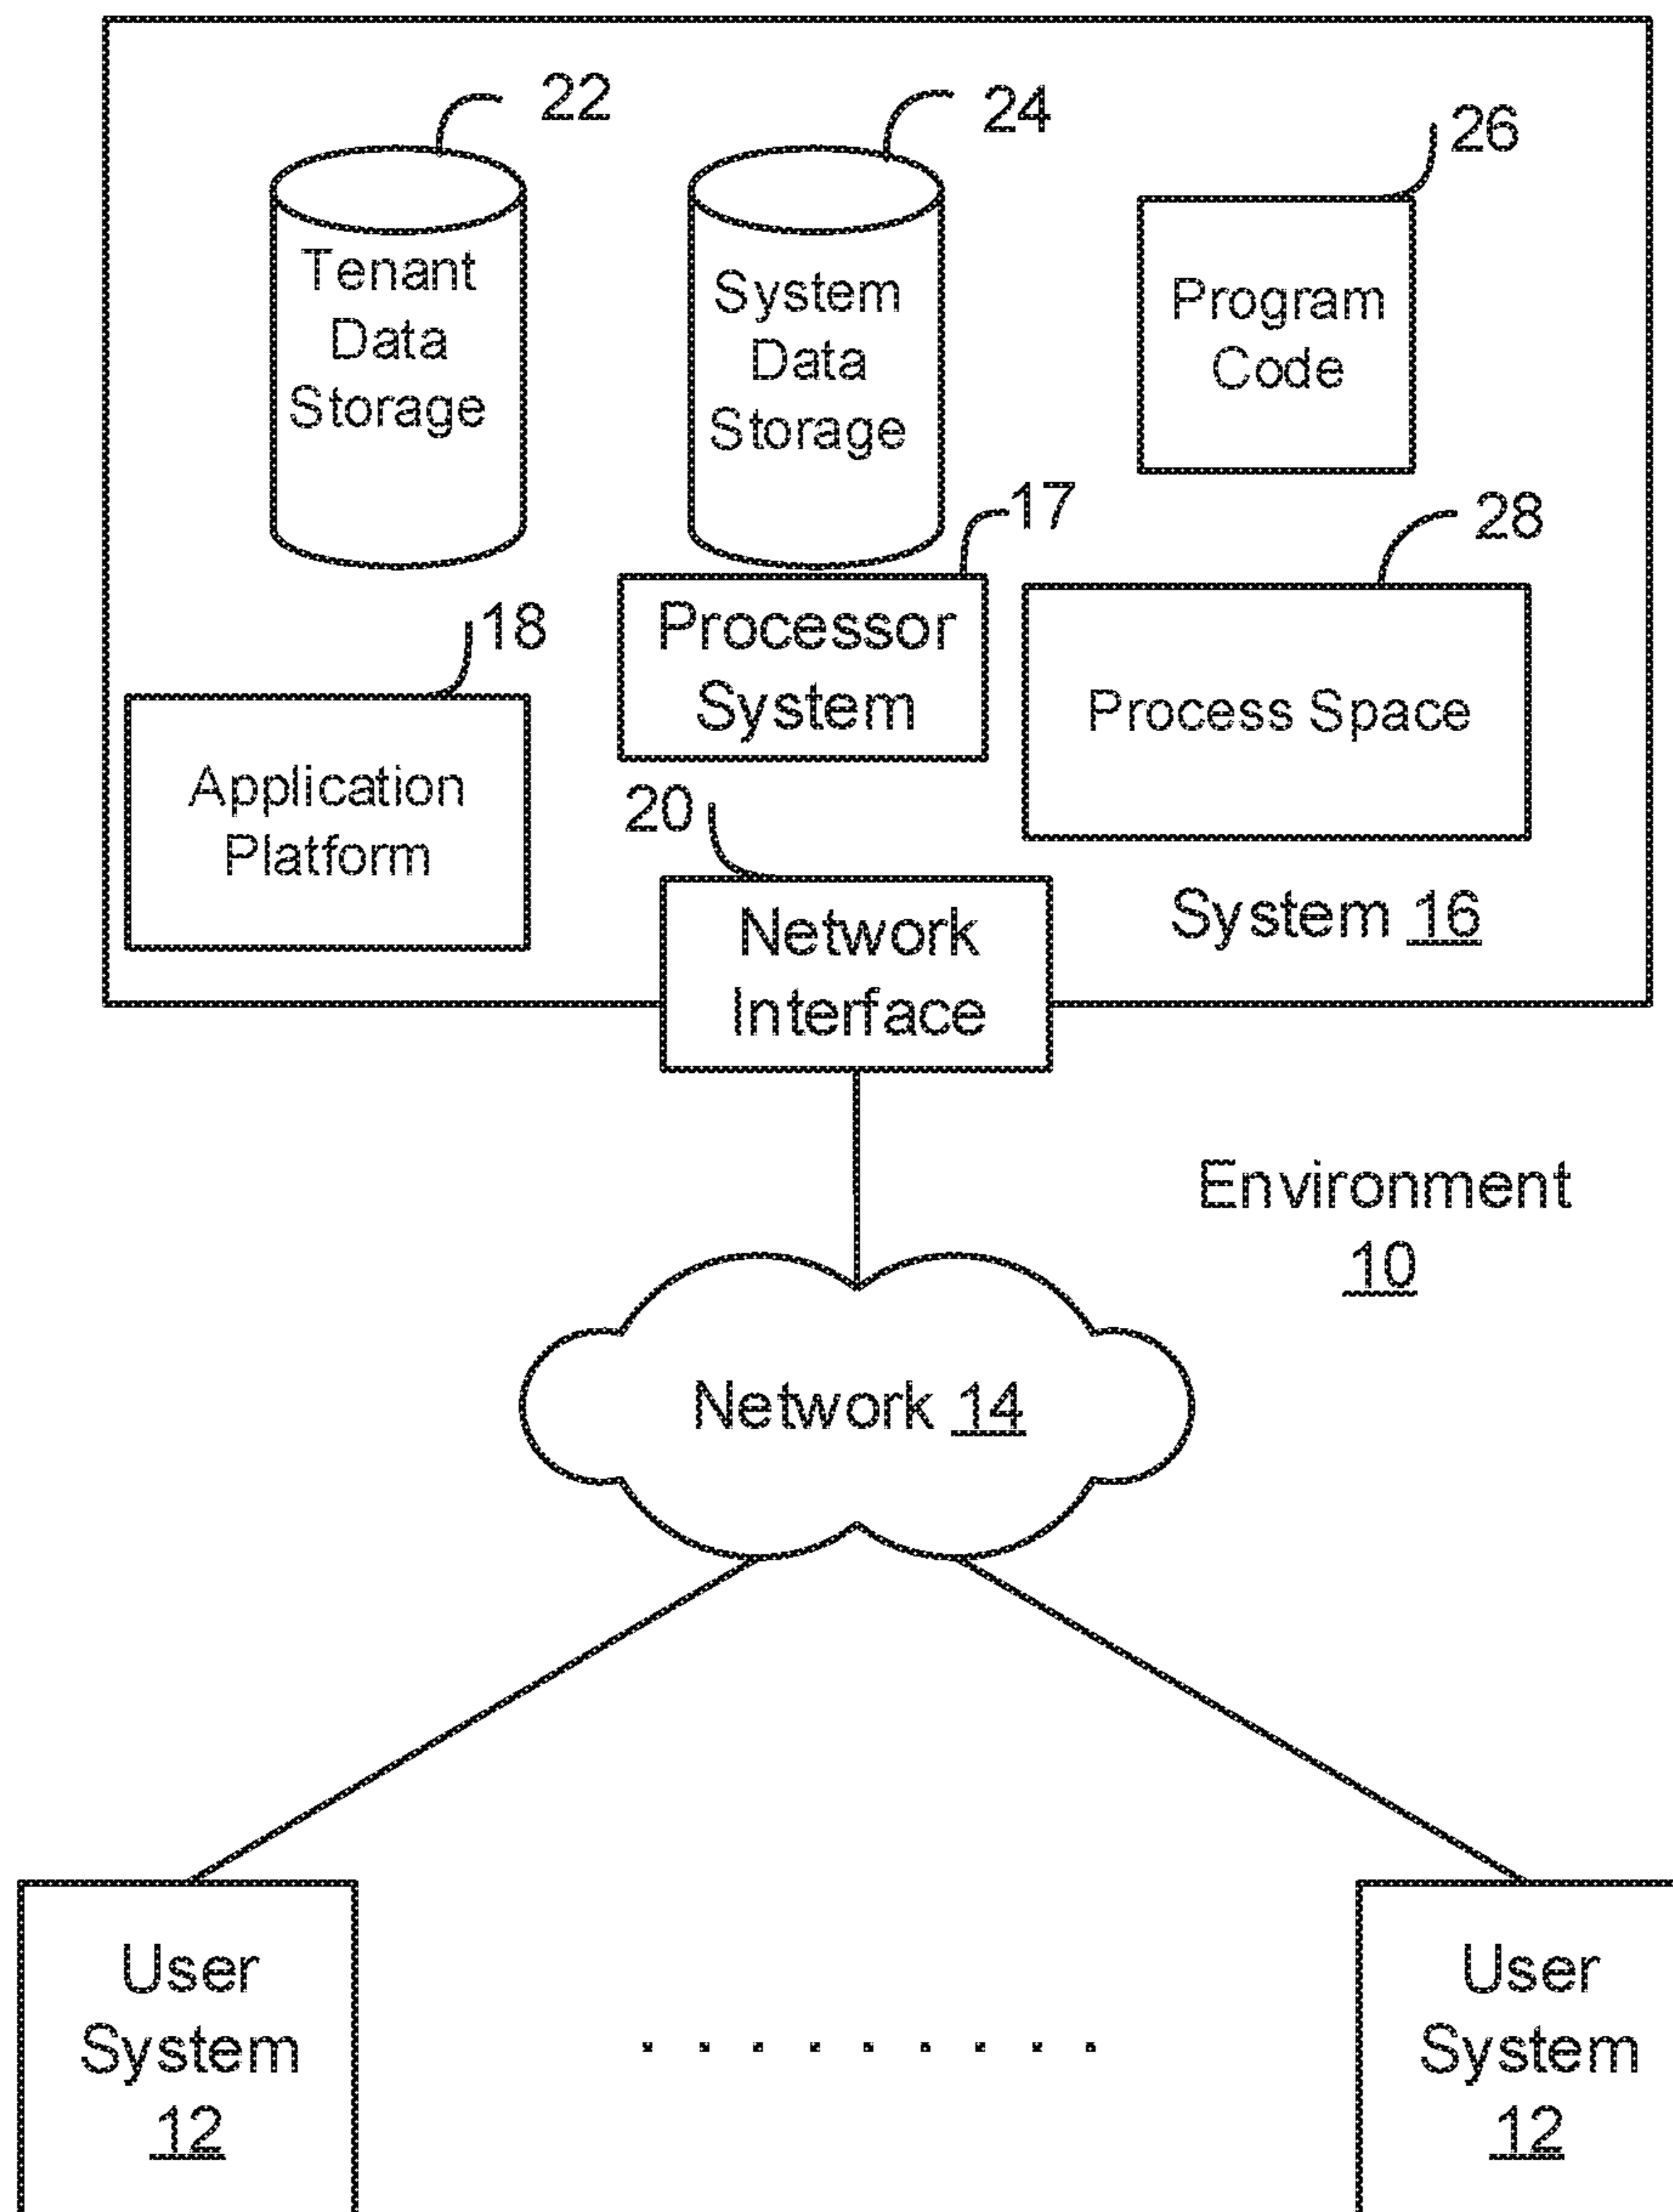 22
24
26
Tenant
Data
Storage
System
Data
Storage
Program
Code
17
28
18
Processor
System
Process Space
Application
Platform
20
Network
Interface
System 16
Environment
10
Network 14
User
System
12
User
System
12